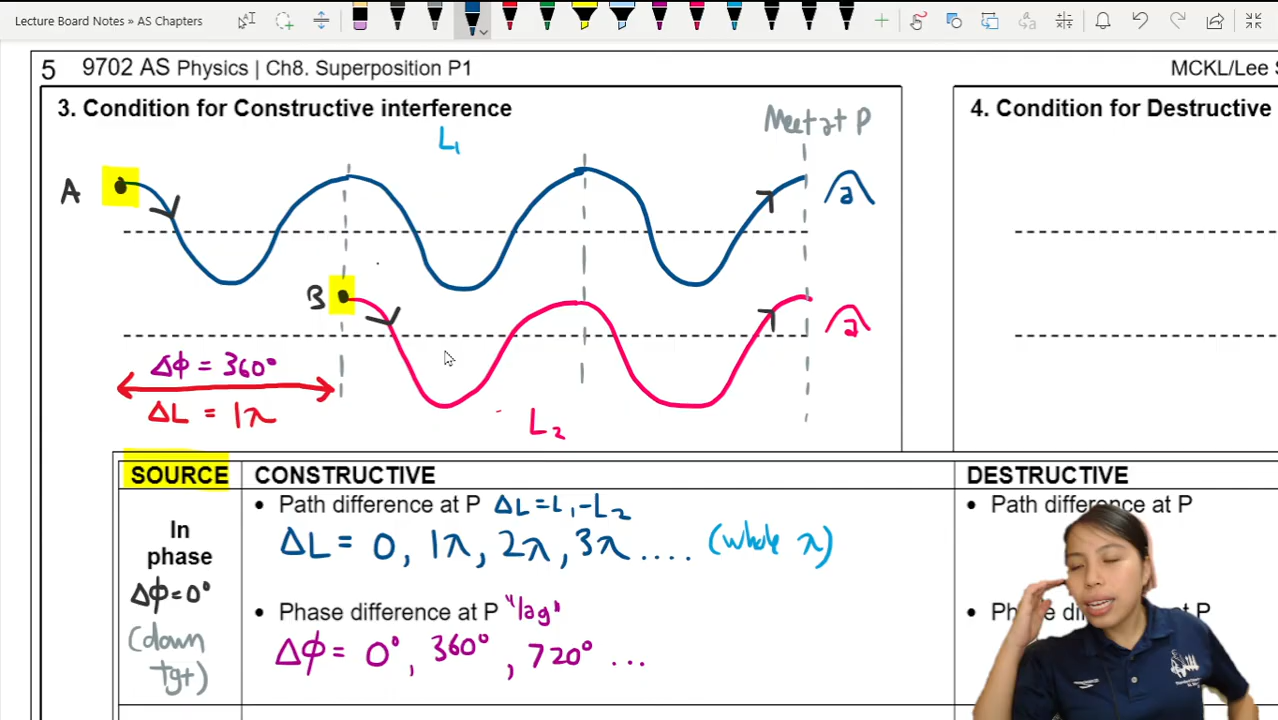 Lecture Board Notes » AS Chapters
5 9702 AS Physics | Ch8. Superposition P1
MCKL/Lee S
3. Condition for Constructive interference
4. Condition for Destructive
L₁
Meet at P
A
a
B
a
Δφ = 360°
ΔL = 1λ
L₂
SOURCE
CONSTRUCTIVE
DESTRUCTIVE
In phase
Δφ=0°
(down
tgt)
• Path difference at P ΔL=L₁-L₂
ΔL = 0, 1λ, 2λ, 3λ .... (whole λ)
• Phase difference at P "lag"
Δφ = 0°, 360°, 720° ...
• Path difference at P